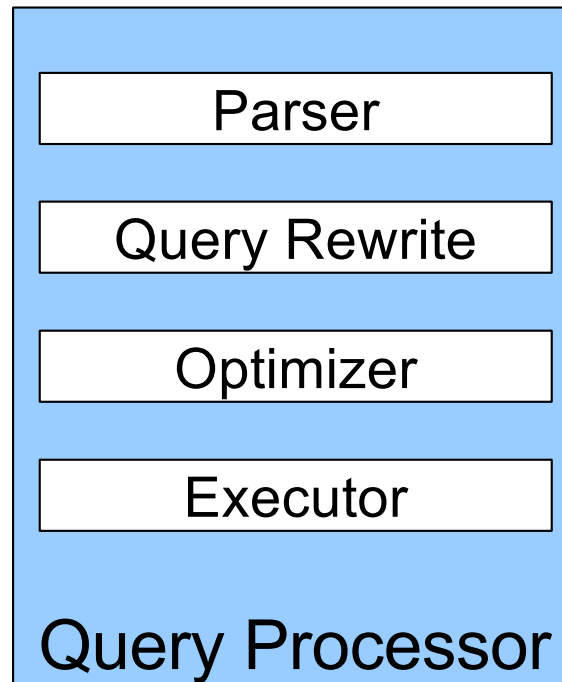 Parser
Query Rewrite
Optimizer
Executor
Query Processor